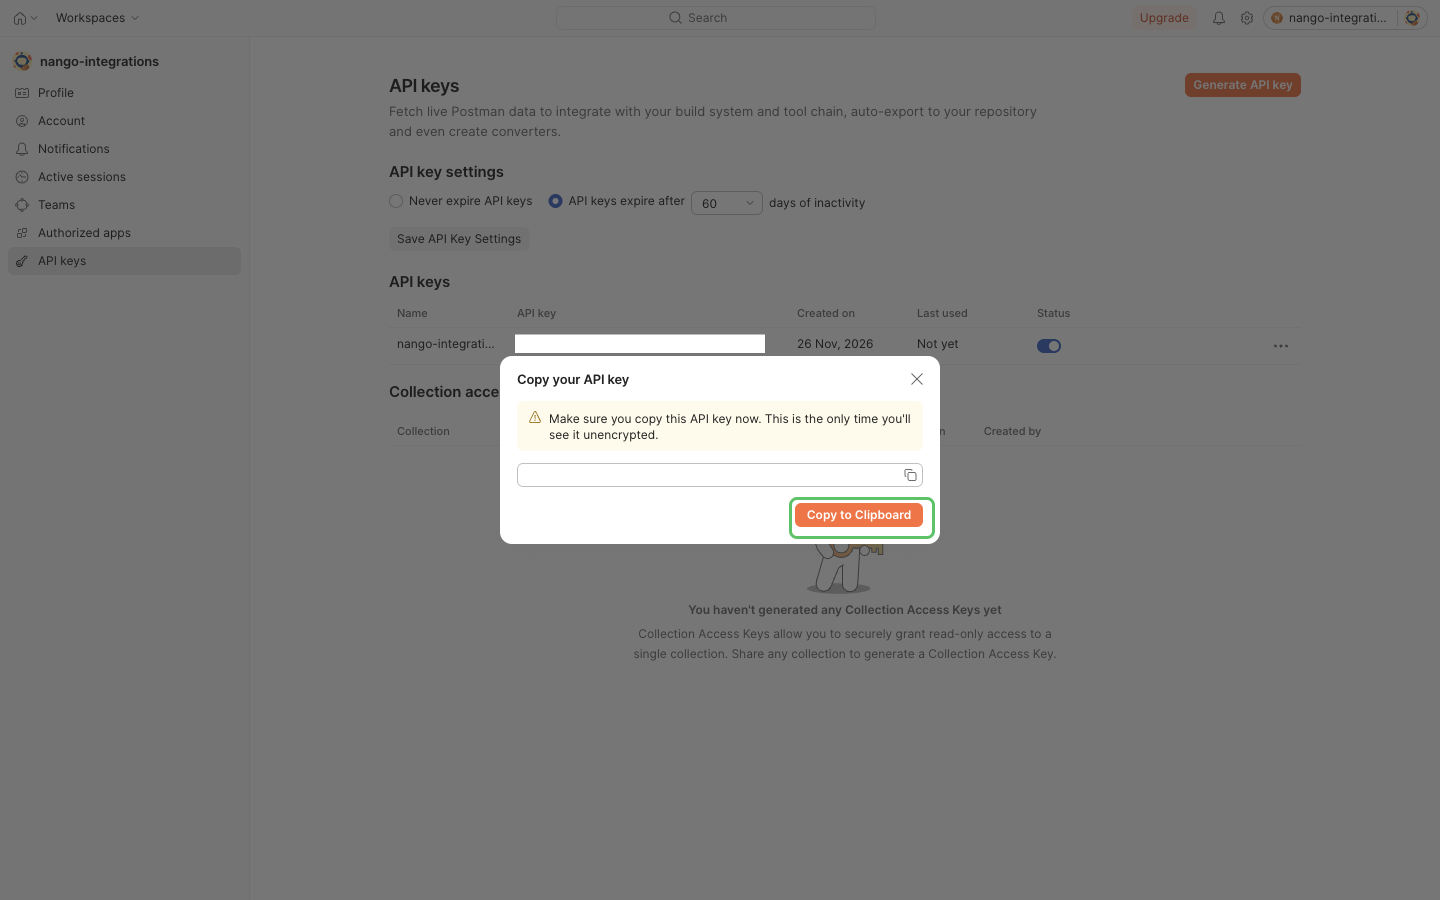 Workspaces
Search
Upgrade
nango-integrati...
nango-integrations
Profile
Account
Notifications
Active sessions
Teams
Authorized apps
API keys
API keys
Generate API key
Fetch live Postman data to integrate with your build system and tool chain, auto-export to your repository
and even create converters.
API key settings
Never expire API keys
API keys expire after
60
days of inactivity
Save API Key Settings
API keys
Name
API key
Created on
Last used
Status
nango-integrati...
26 Nov, 2026
Not yet
Copy your API key
Make sure you copy this API key now. This is the only time you'll
see it unencrypted.
Copy to Clipboard
Collection acce
Collection
n
Created by
You haven't generated any Collection Access Keys yet
Collection Access Keys allow you to securely grant read-only access to a
single collection. Share any collection to generate a Collection Access Key.